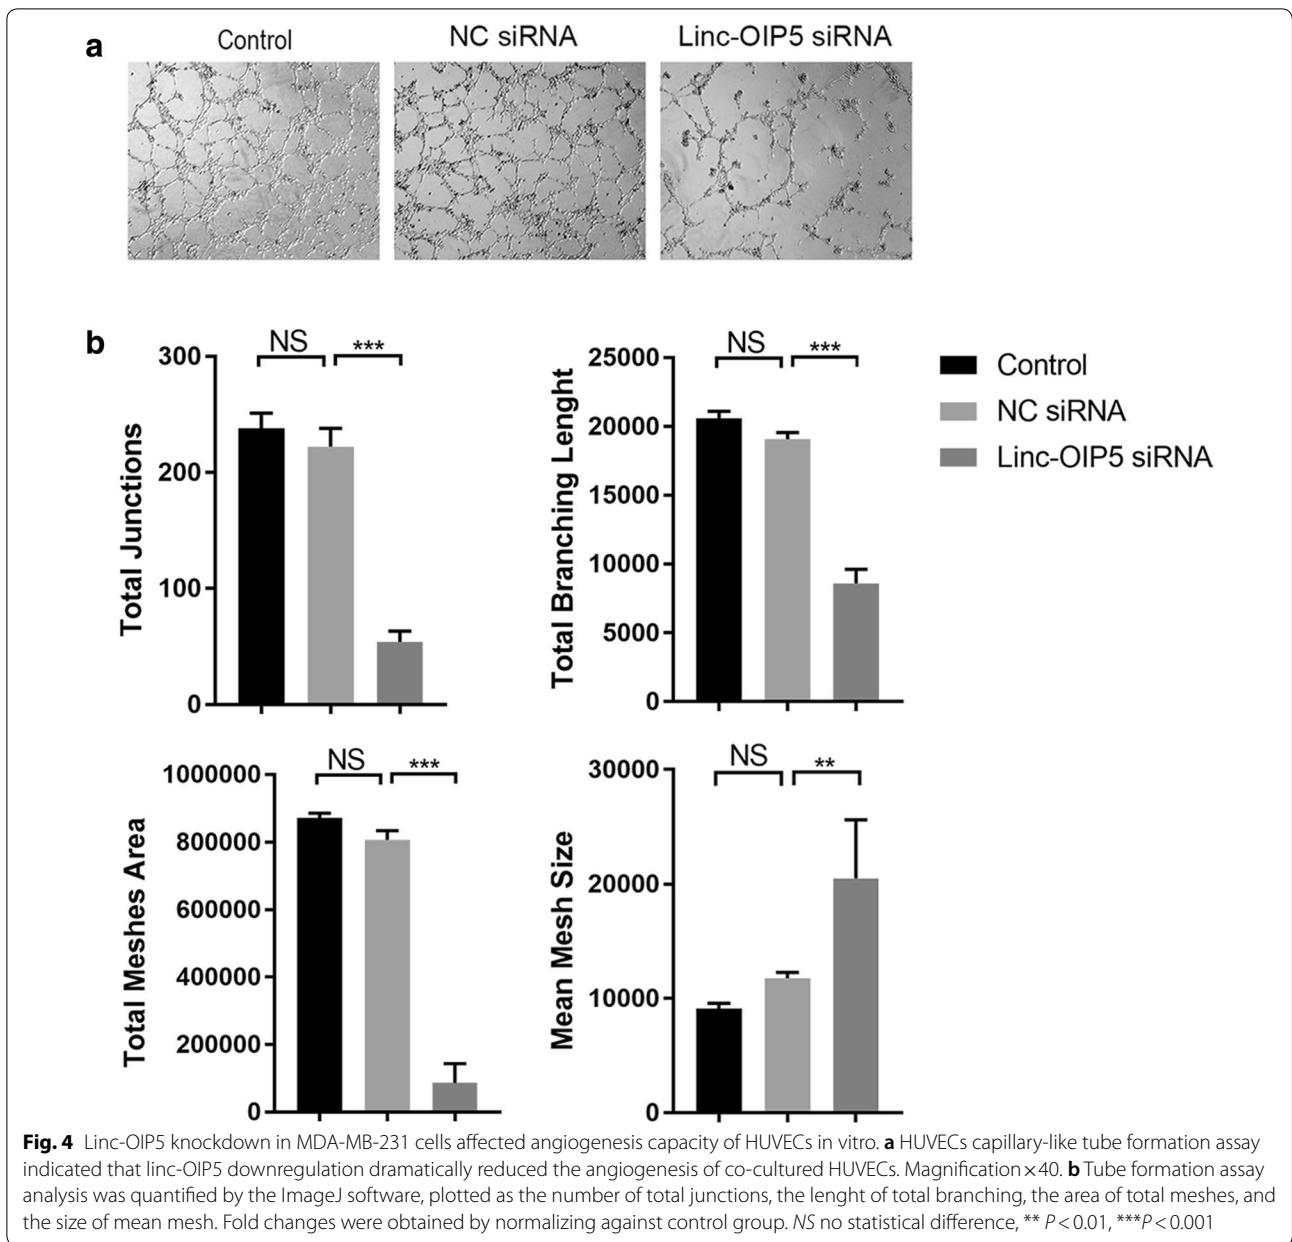 a
Control
NC siRNA
Linc-OIP5 siRNA
b
NS
***
300
200
100
0
Total Junctions
NS
***
25000
20000
15000
10000
5000
0
Total Branching Lenght
Control
NC siRNA
Linc-OIP5 siRNA
NS
***
1000000
800000
600000
400000
200000
0
Total Meshes Area
NS
**
30000
20000
10000
0
Mean Mesh Size
Fig. 4 Linc-OIP5 knockdown in MDA-MB-231 cells affected angiogenesis capacity of HUVECs in vitro. a HUVECs capillary-like tube formation assay
indicated that linc-OIP5 downregulation dramatically reduced the angiogenesis of co-cultured HUVECs. Magnification × 40. b Tube formation assay
analysis was quantified by the ImageJ software, plotted as the number of total junctions, the lenght of total branching, the area of total meshes, and
the size of mean mesh. Fold changes were obtained by normalizing against control group. NS no statistical difference, ** P < 0.01, ***P < 0.001